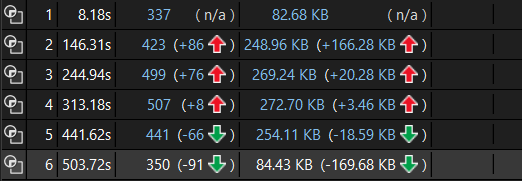 1 8.18s 337 ( n/a ) 82.68 KB ( n/a )
2 146.31s 423 (+86 ) 248.96 KB (+166.28 KB )
3 244.94s 499 (+76 ) 269.24 KB (+20.28 KB )
4 313.18s 507 (+8 ) 272.70 KB (+3.46 KB )
5 441.62s 441 (-66 ) 254.11 KB (-18.59 KB )
6 503.72s 350 (-91 ) 84.43 KB (-169.68 KB )